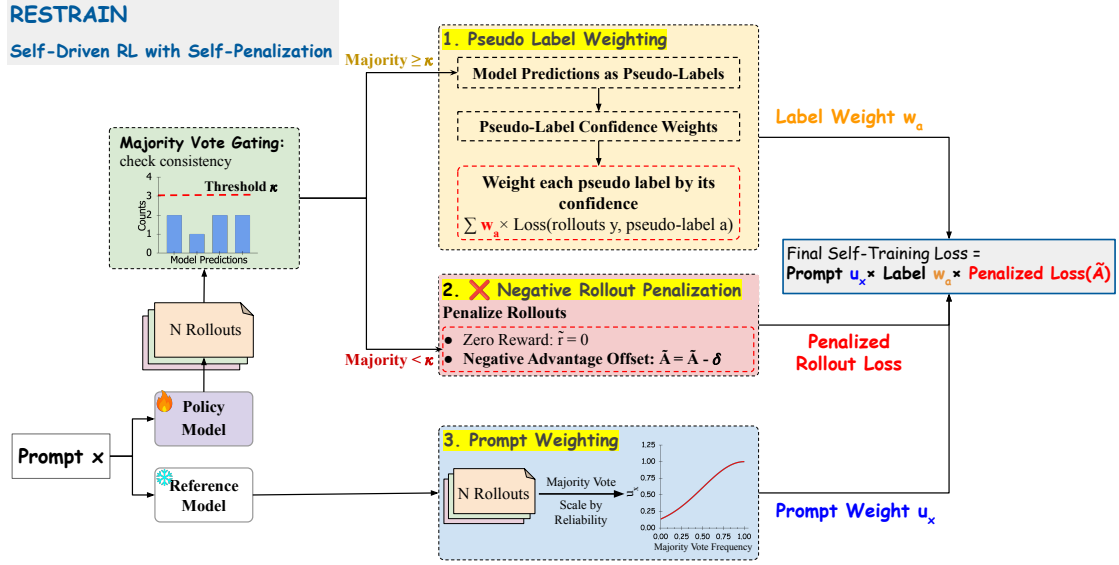 RESTRAIN
Self-Driven RL with Self-Penalization
Majority Vote Gating:
check consistency
4
3
2
1
0
Counts
Threshold κ
Model Predictions
N Rollouts
Policy
Model
Prompt x
Reference
Model
Majority ≥ κ
Majority < κ
1. Pseudo Label Weighting
Model Predictions as Pseudo-Labels
Pseudo-Label Confidence Weights
Weight each pseudo label by its
confidence
∑ wₐ × Loss(rollouts y, pseudo-label a)
2. ❌ Negative Rollout Penalization
Penalize Rollouts
● Zero Reward: r̃ = 0
● Negative Advantage Offset: Ã = Ã - δ
3. Prompt Weighting
N Rollouts
Majority Vote
Scale by
Reliability
1.25
1.00
0.75
0.50
0.25
0.00
uₓ
0.00 0.25 0.50 0.75 1.00
Majority Vote Frequency
Label Weight wₐ
Final Self-Training Loss =
Prompt uₓ× Label wₐ× Penalized Loss(Ã)
Penalized
Rollout Loss
Prompt Weight uₓ